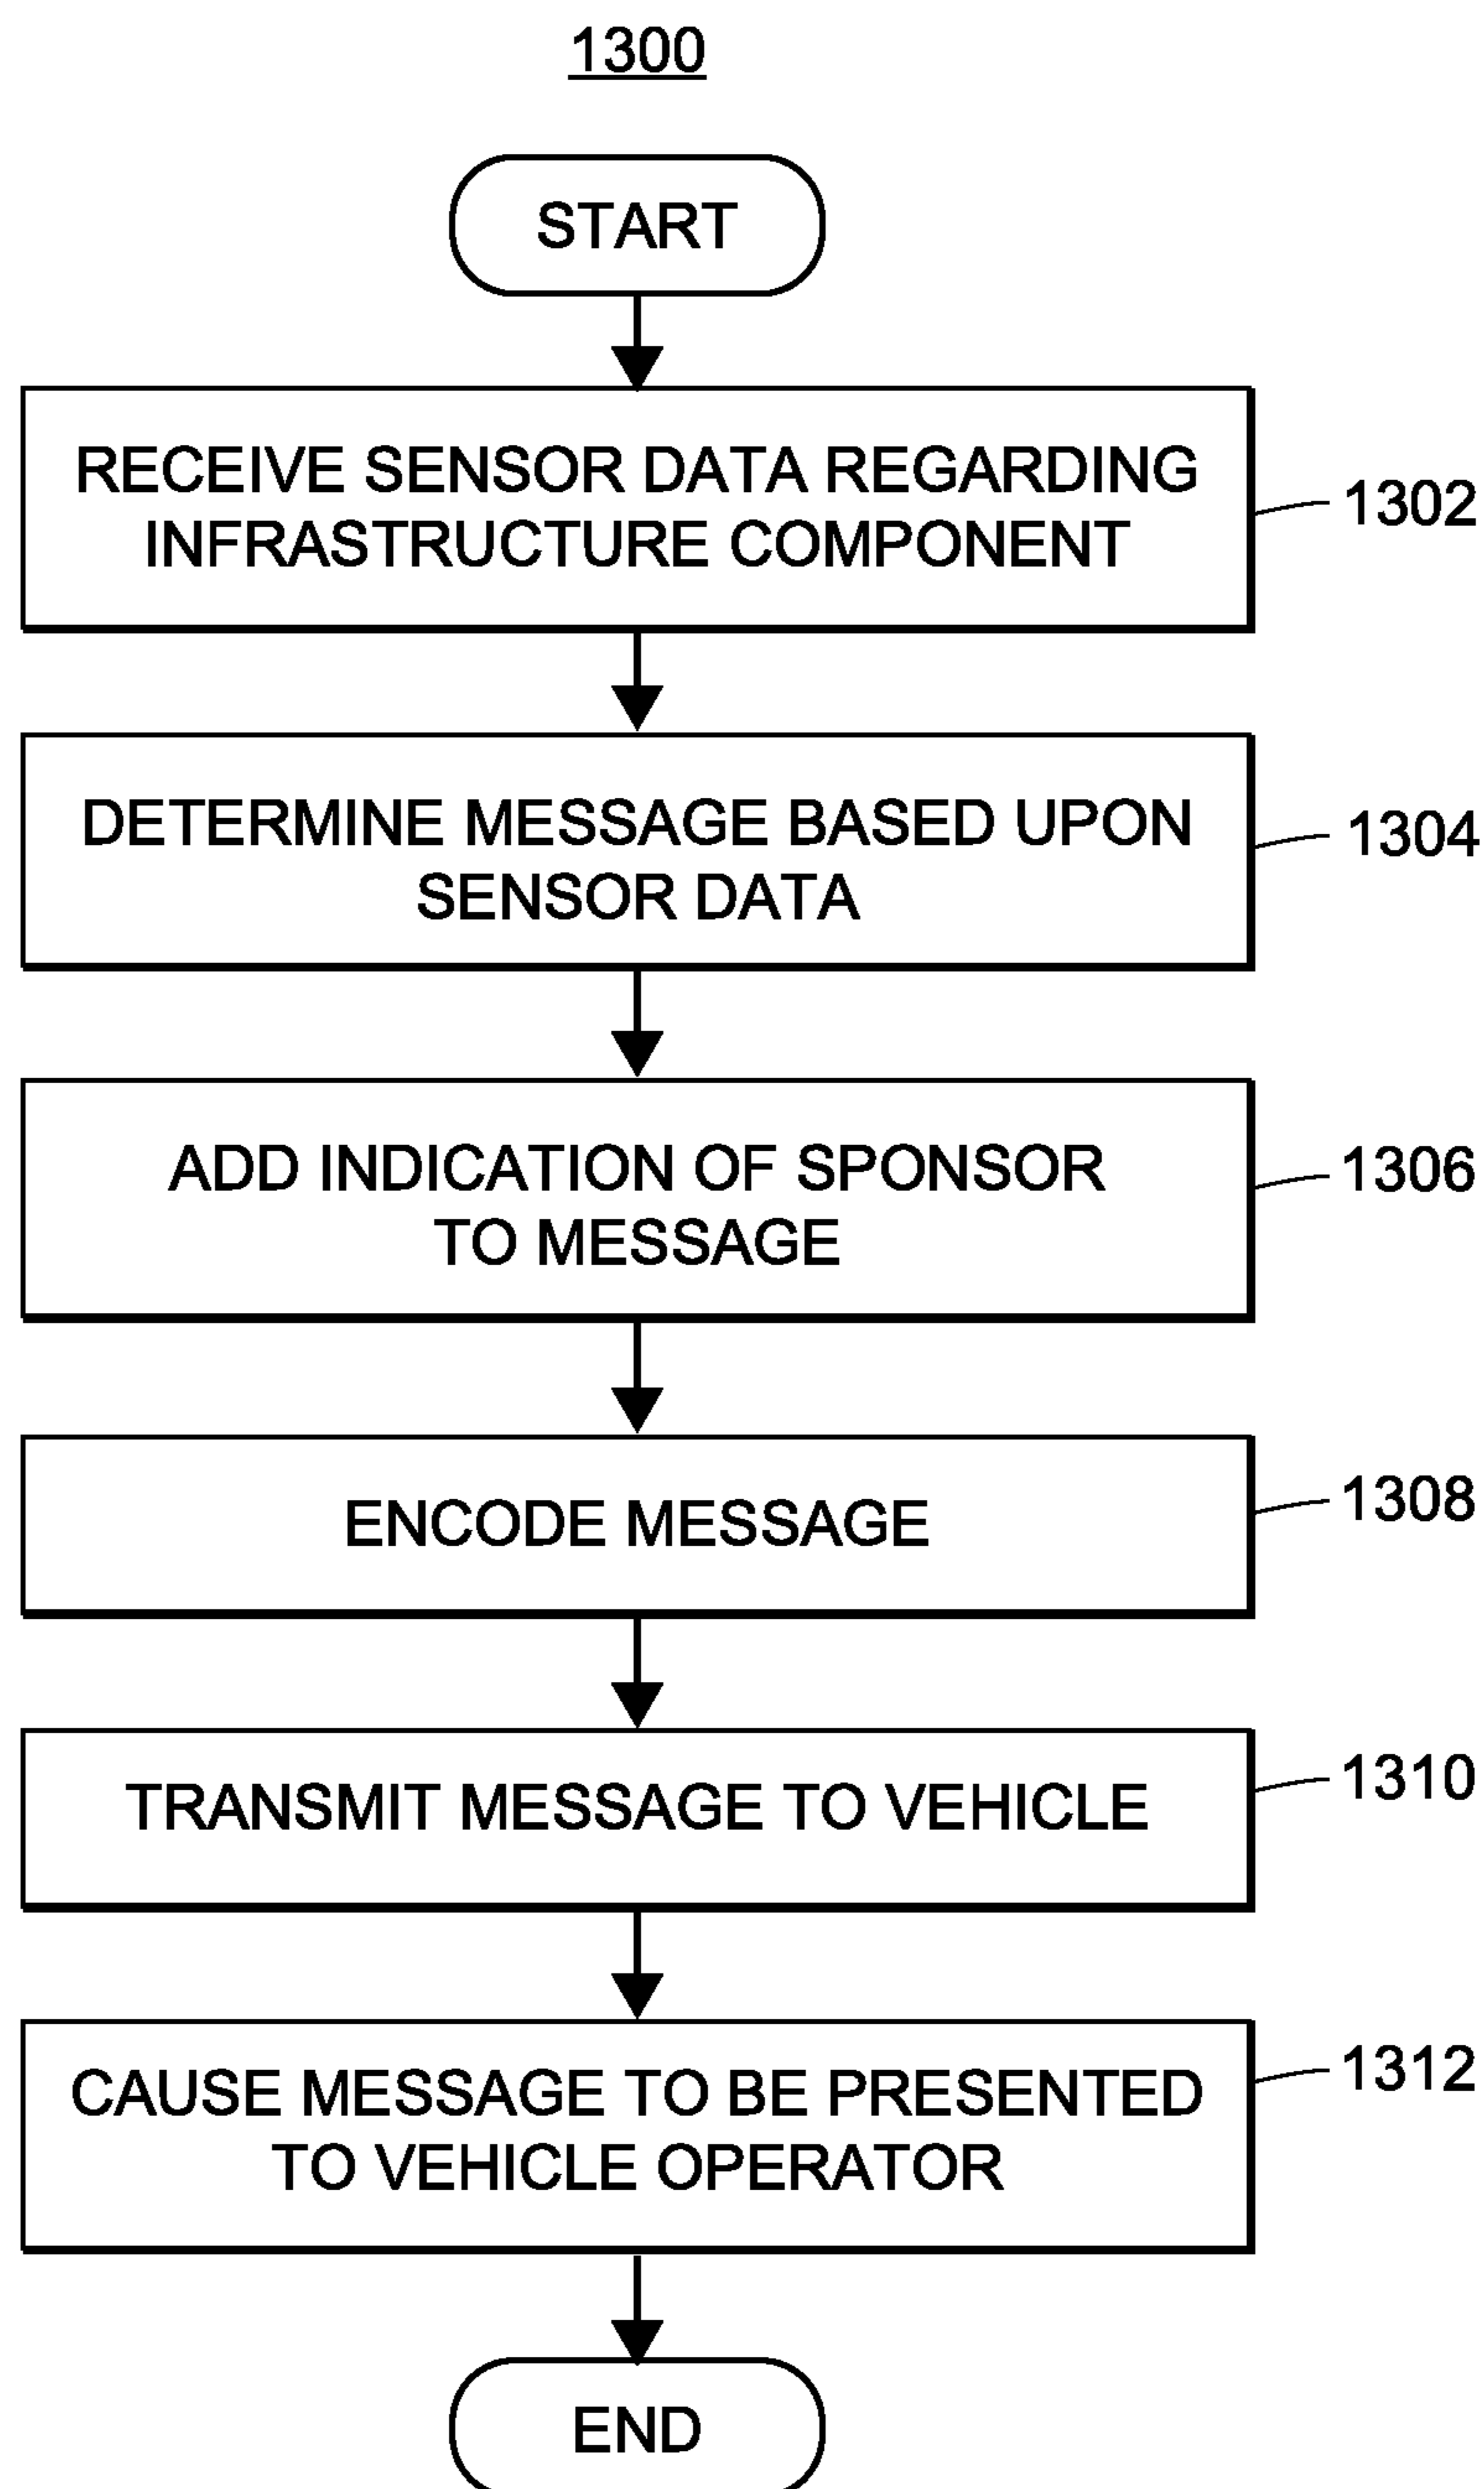 1300
START
RECEIVE SENSOR DATA REGARDING
INFRASTRUCTURE COMPONENT
1302
DETERMINE MESSAGE BASED UPON
SENSOR DATA
1304
ADD INDICATION OF SPONSOR
TO MESSAGE
1306
ENCODE MESSAGE
1308
TRANSMIT MESSAGE TO VEHICLE
1310
CAUSE MESSAGE TO BE PRESENTED
TO VEHICLE OPERATOR
1312
END